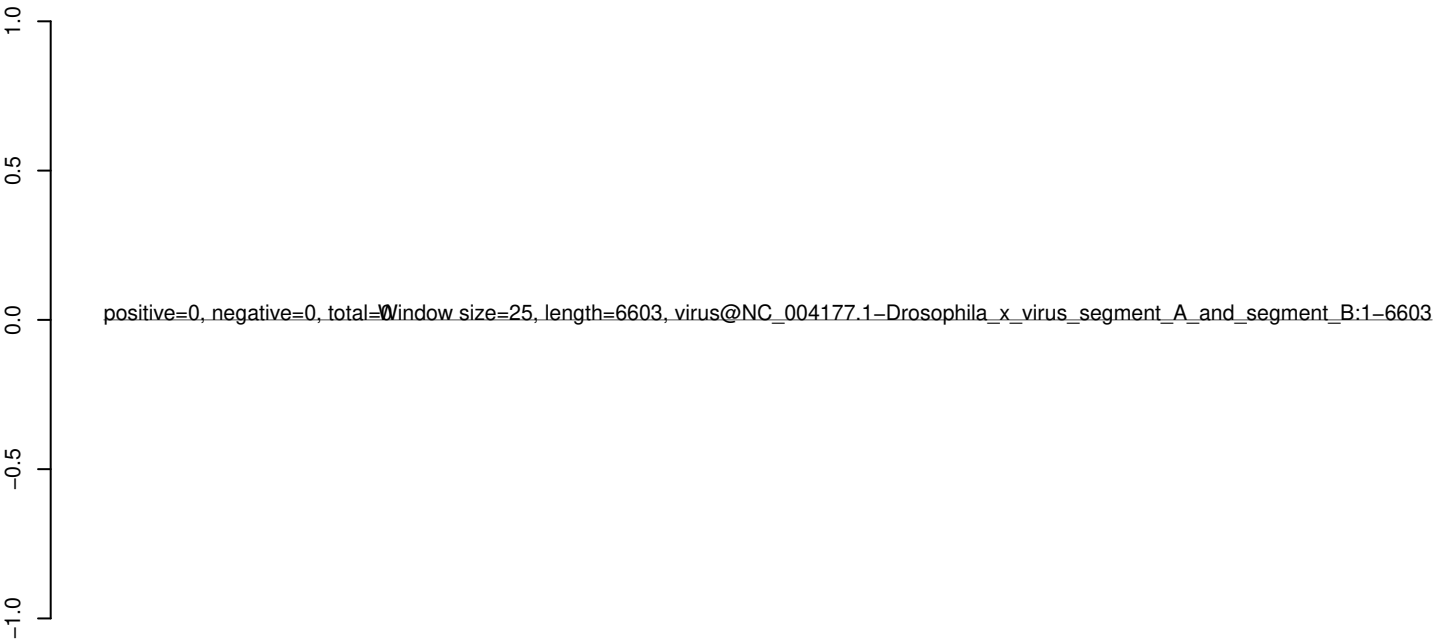 1.0
0.5
0.0
−0.5
−1.0
positive=0, negative=0, total=0
Window size=25, length=6603, virus@NC_004177.1−Drosophila_x_virus_segment_A_and_segment_B:1−6603